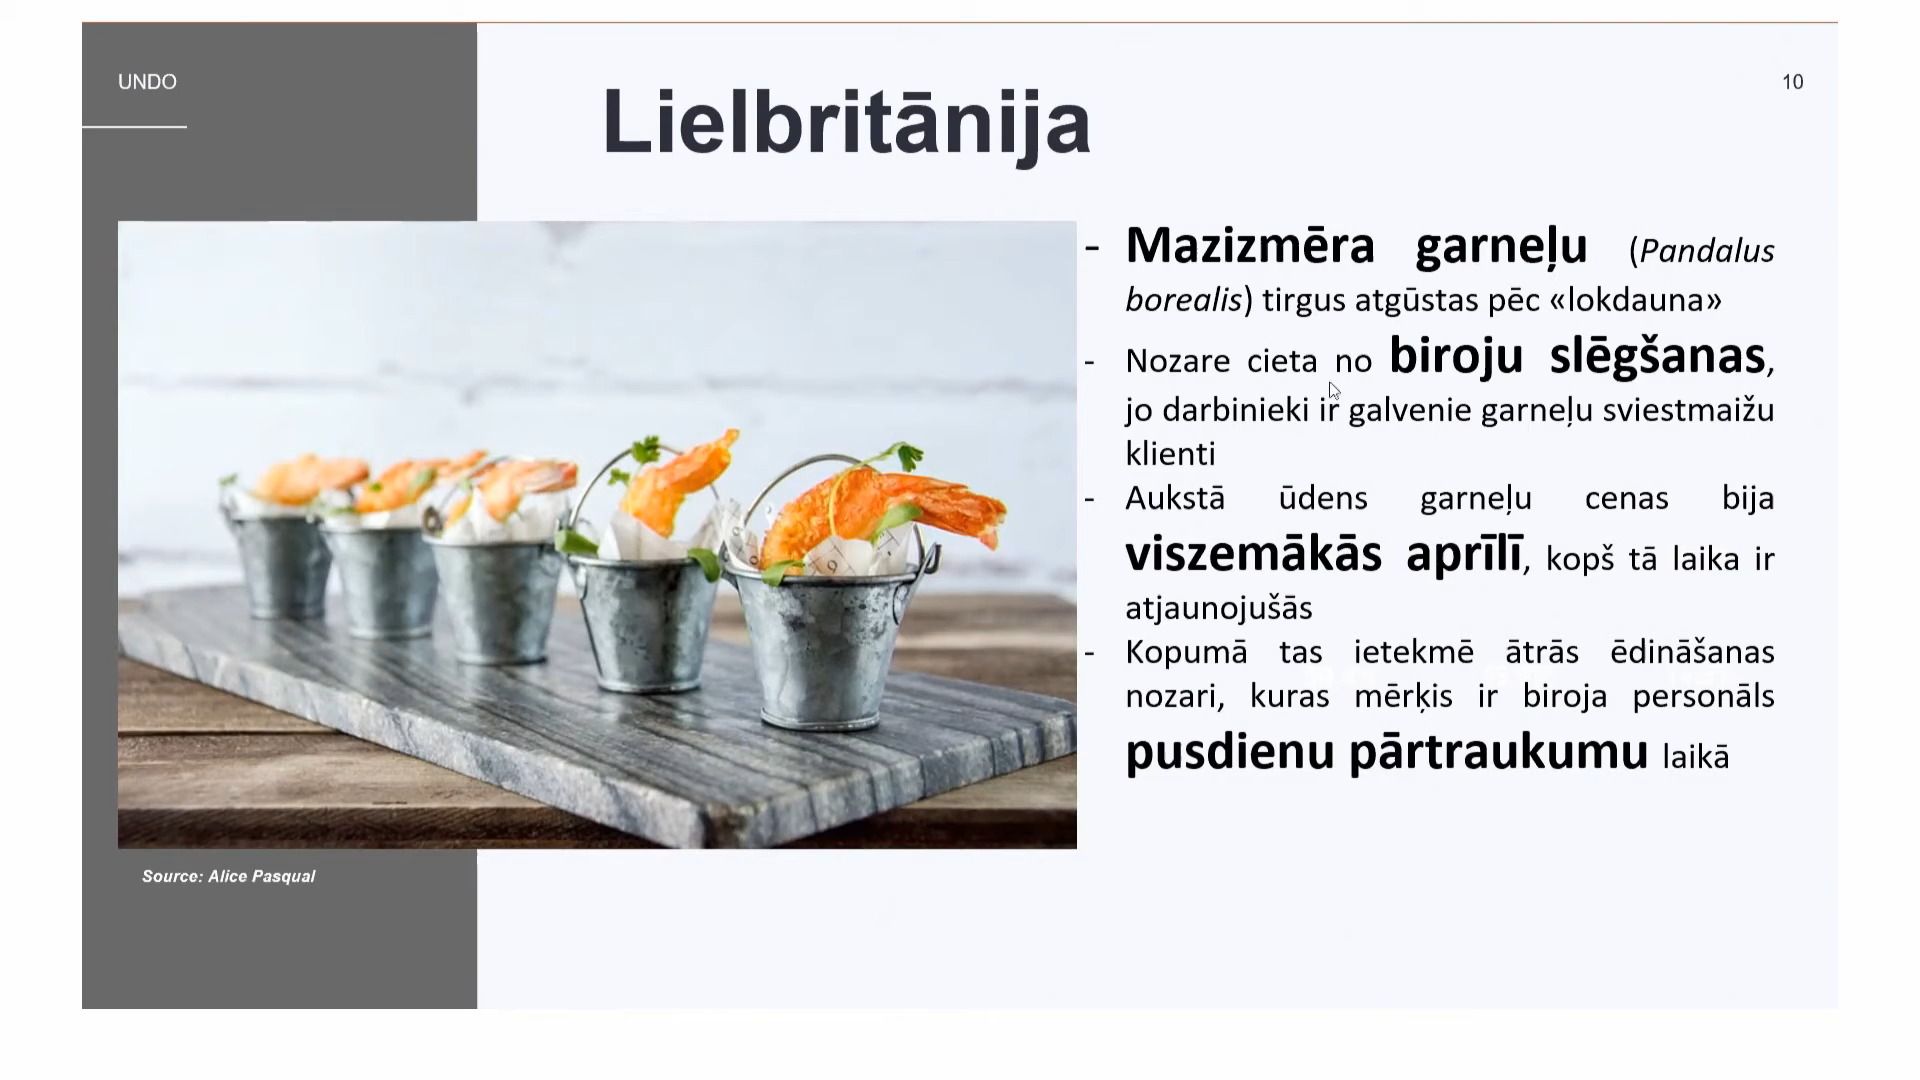 UNDO
10
Lielbritānija
- Mazizmēra garneļu (Pandalus
borealis) tirgus atgūstas pēc «lokdauna»
- Nozare cieta no biroju slēgšanas,
jo darbinieki ir galvenie garneļu sviestmaižu
klienti
- Aukstā ūdens garneļu cenas bija
viszemākās aprīlī, kopš tā laika ir
atjaunojušās
- Kopumā tas ietekmē ātrās ēdināšanas
nozari, kuras mērķis ir biroja personāls
pusdienu pārtraukumu laikā
Source: Alice Pasqual